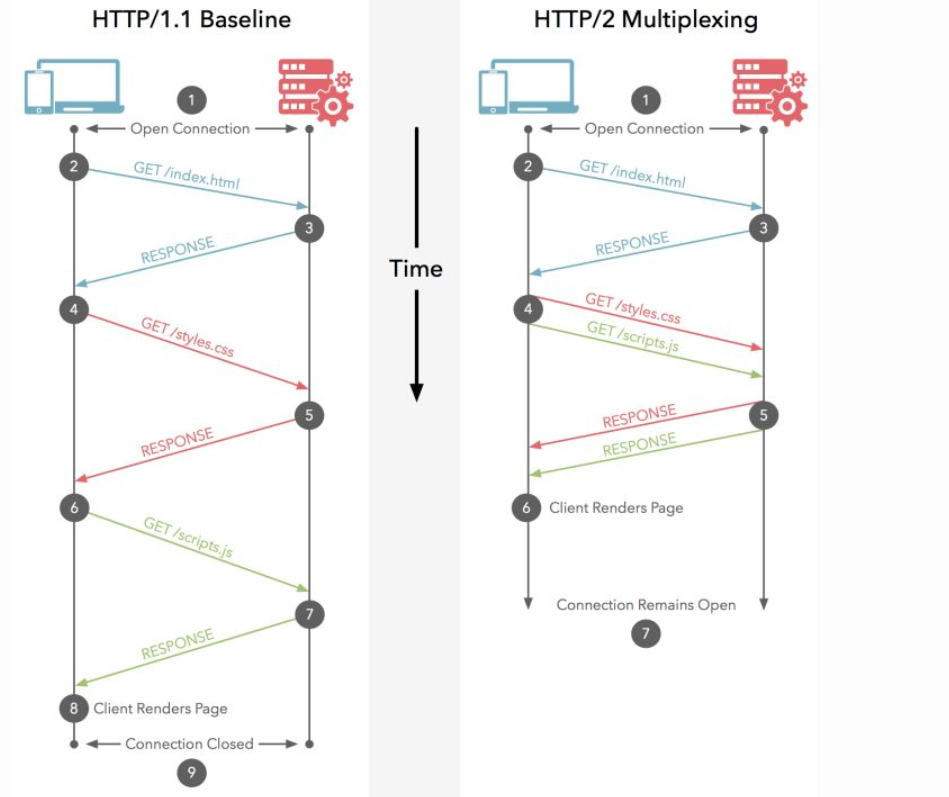 HTTP/1.1 Baseline
1
Open Connection
2
GET /index.html
3
RESPONSE
4
GET /styles.css
5
RESPONSE
6
GET /scripts.js
7
RESPONSE
8 Client Renders Page
Connection Closed
9
Time
HTTP/2 Multiplexing
1
Open Connection
2
GET /index.html
3
RESPONSE
4
GET /styles.css
GET /scripts.js
5
RESPONSE
RESPONSE
6 Client Renders Page
Connection Remains Open
7